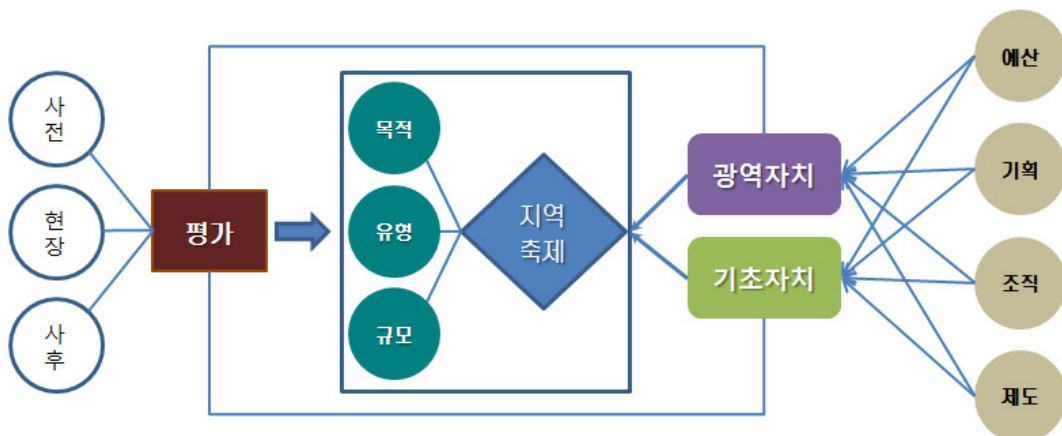 사
전
현
장
사
후
평가
목적
유형
규모
지역
축제
광역자치
기초자치
예산
기획
조직
제도